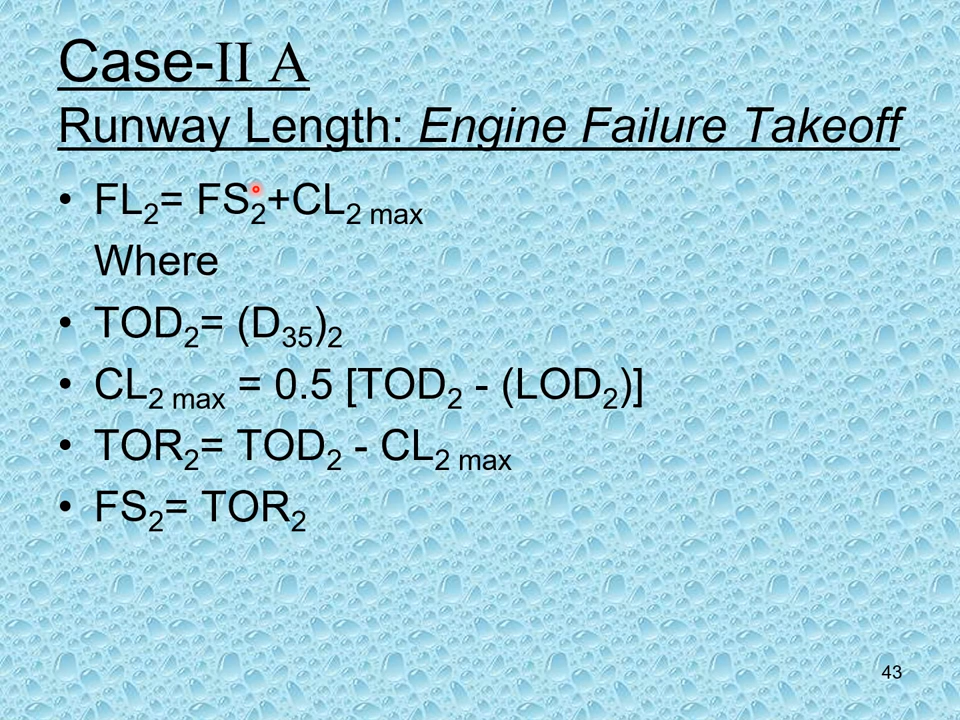 Case-II A
Runway Length: Engine Failure Takeoff
• FL2= FS2+CL2 max
Where
• TOD2= (D35)2
• CL2 max = 0.5 [TOD2 - (LOD2)]
• TOR2= TOD2 - CL2 max
• FS2= TOR2
43